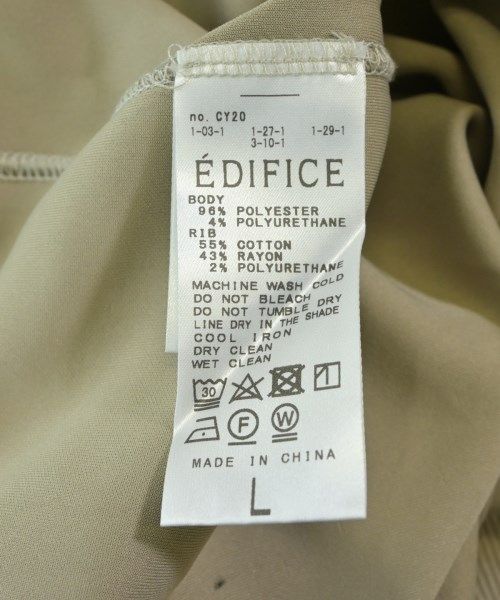 no. CY20
1-03-1 1-27-1 1-29-1
3-10-1
ÉDIFICE
BODY
96% POLYESTER
4% POLYURETHANE
RIB
55% COTTON
43% RAYON
2% POLYURETHANE
MACHINE WASH COLD
DO NOT BLEACH
DO NOT TUMBLE DRY
LINE DRY IN THE SHADE
COOL IRON
DRY CLEAN
WET CLEAN
30
F W
MADE IN CHINA
L